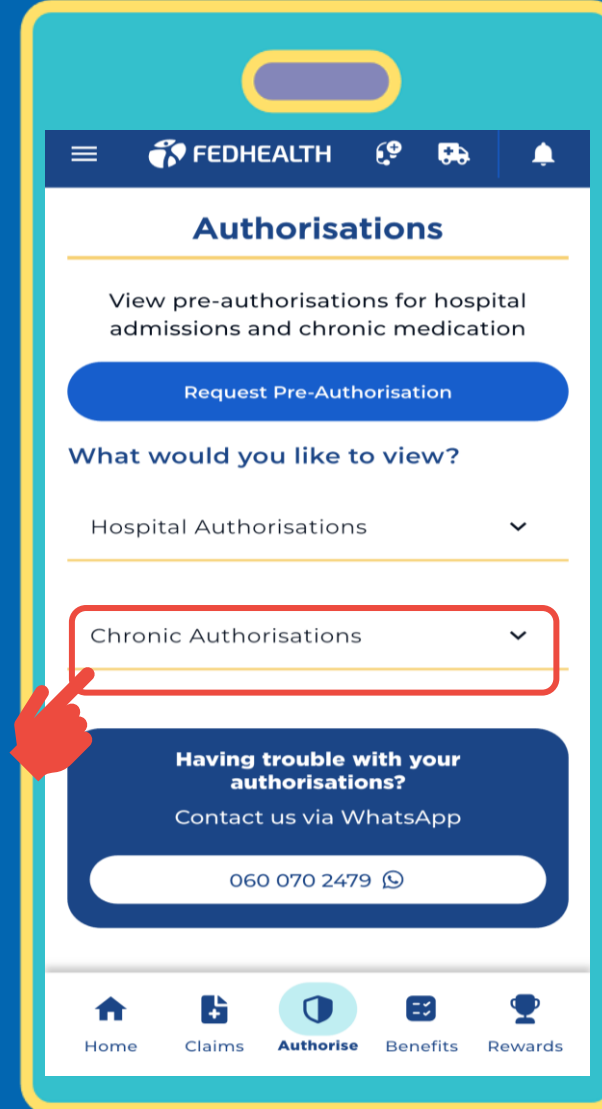 FEDHEALTH
Authorisations
View pre-authorisations for hospital
admissions and chronic medication
Request Pre-Authorisation
What would you like to view?
Hospital Authorisations
Chronic Authorisations
Having trouble with your
authorisations?
Contact us via WhatsApp
060 070 2479
Home Claims Authorise Benefits Rewards